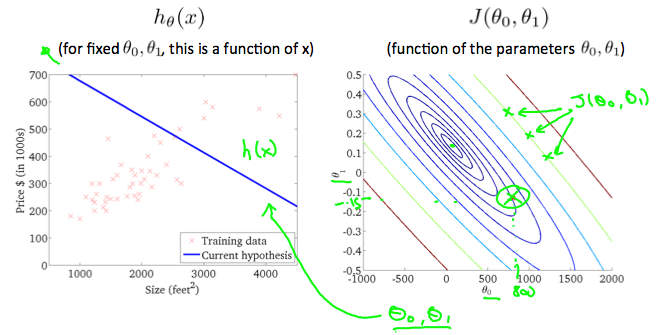 hθ(x)
(for fixed θ0, θ1, this is a function of x)
700
600
500
400
300
200
100
0
Price $ (in 1000s)
1000
2000
3000
4000
Size (feet²)
Training data
Current hypothesis
h(x)
θ0, θ1
J(θ0, θ1)
(function of the parameters θ0, θ1)
0.5
0.4
0.3
0.2
0.1
0
-0.1
-0.2
-0.3
-0.4
-0.5
θ1
-.15
-1000
-500
0
500
1000
1500
2000
θ0
800
J(θ0, θ1)